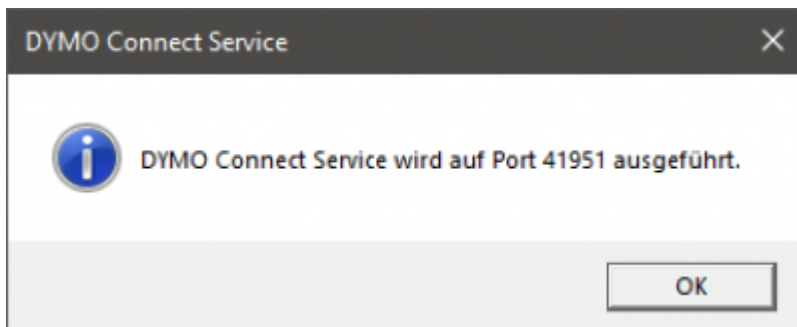 DYMO Connect Service
DYMO Connect Service wird auf Port 41951 ausgeführt.
OK